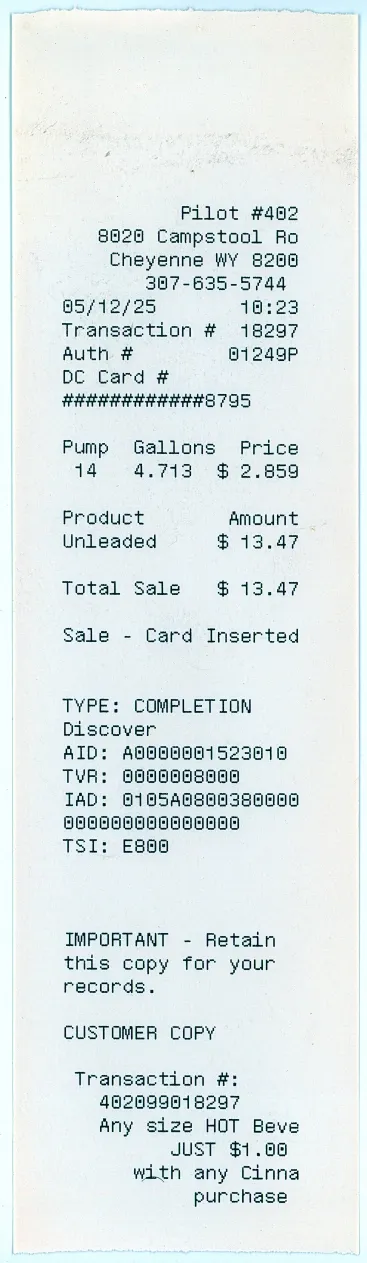 Pilot #402
8020 Campstool Ro
Cheyenne WY 8200
307-635-5744
05/12/25 10:23
Transaction # 18297
Auth # 01249P
DC Card #
############8795
Pump Gallons Price
14 4.713 $ 2.859
Product Amount
Unleaded $ 13.47
Total Sale $ 13.47
Sale - Card Inserted
TYPE: COMPLETION
Discover
AID: A0000001523010
TVR: 0000008000
IAD: 0105A0800380000
000000000000000
TSI: E800
IMPORTANT - Retain
this copy for your
records.
CUSTOMER COPY
Transaction #:
402099018297
Any size HOT Beve
JUST $1.00
with any Cinna
purchase